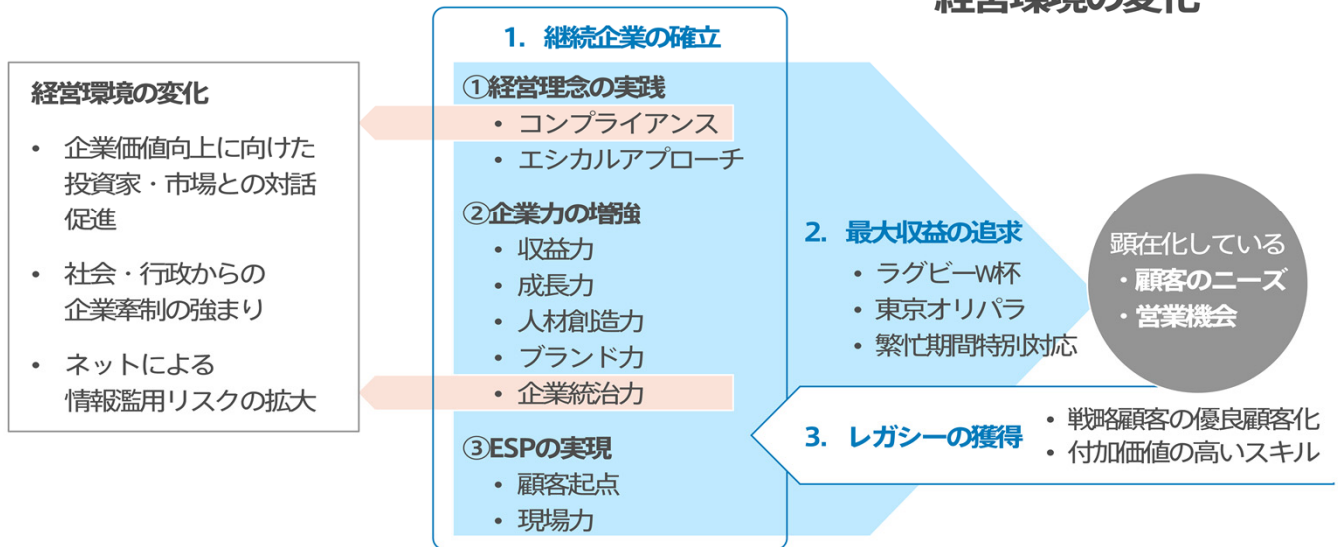 経営環境の変化
1. 継続企業の確立
経営環境の変化
• 企業価値向上に向けた
投資家・市場との対話
促進
• 社会・行政からの
企業牽制の強まり
• ネットによる
情報濫用リスクの拡大
①経営理念の実践
• コンプライアンス
• エシカルアプローチ
②企業力の増強
• 収益力
• 成長力
• 人材創造力
• ブランド力
• 企業統治力
③ESPの実現
• 顧客起点
• 現場力
2. 最大収益の追求
• ラグビーW杯
• 東京オリパラ
• 繁忙期間特別対応
顕在化している
・顧客のニーズ
・営業機会
3. レガシーの獲得
• 戦略顧客の優良顧客化
• 付加価値の高いスキル